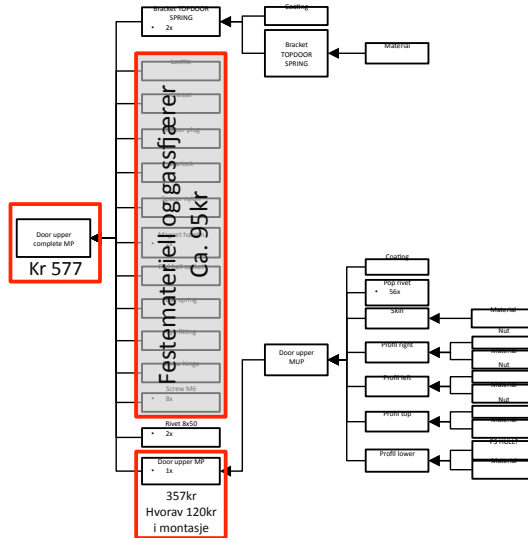 Bracket TOPDOOR
SPRING
• 2x
Coating
Bracket
TOPDOOR
SPRING
Material
Loctite
Festemateriell og gassfjærer
Ca. 95kr
Screw M6
• 8x
Door upper
complete MP
Kr 577
Rivet 8x50
• 2x
Door upper MP
• 1x
357kr
Hvorav 120kr
i montasje
Door upper
MUP
Coating
Pop rivet
• 56x
Skin
Material
Profil right
Nut
Material
Profil left
Nut
Material
Profil top
Nut
Material
Profil lower
Material